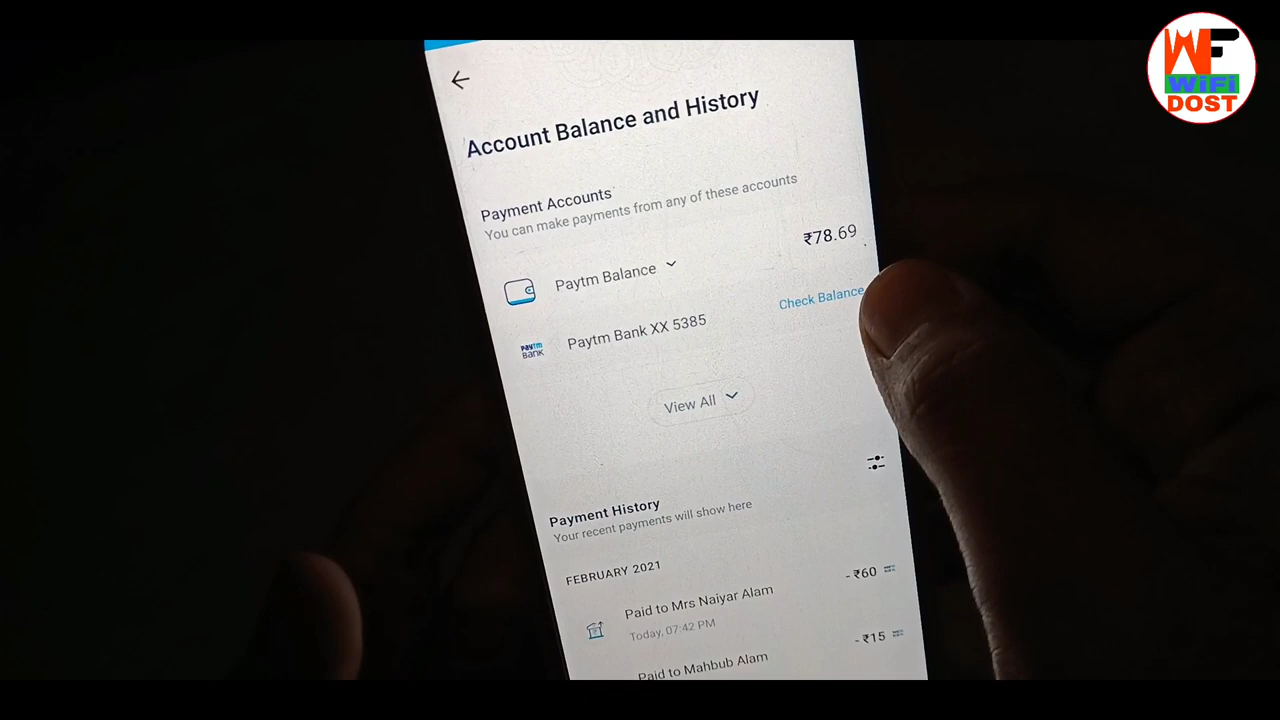 WF
WiFi
DOST
Account Balance and History
Payment Accounts
You can make payments from any of these accounts
Paytm Balance
₹78.69
paytm
BANK
Paytm Bank XX 5385
Check Balance
View All
Payment History
Your recent payments will show here
FEBRUARY 2021
Paid to Mrs Naiyar Alam
- ₹60
Today, 07:42 PM
Paid to Mahbub Alam
- ₹15